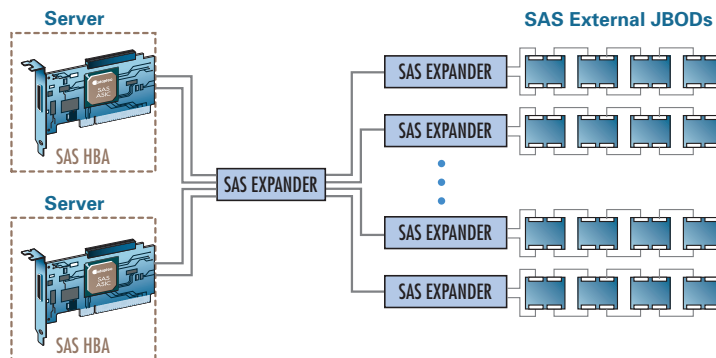 Server
SAS External JBODs
SAS
ASIC
SAS HBA
SAS EXPANDER
SAS EXPANDER
SAS EXPANDER
Server
SAS EXPANDER
SAS
ASIC
SAS EXPANDER
SAS HBA